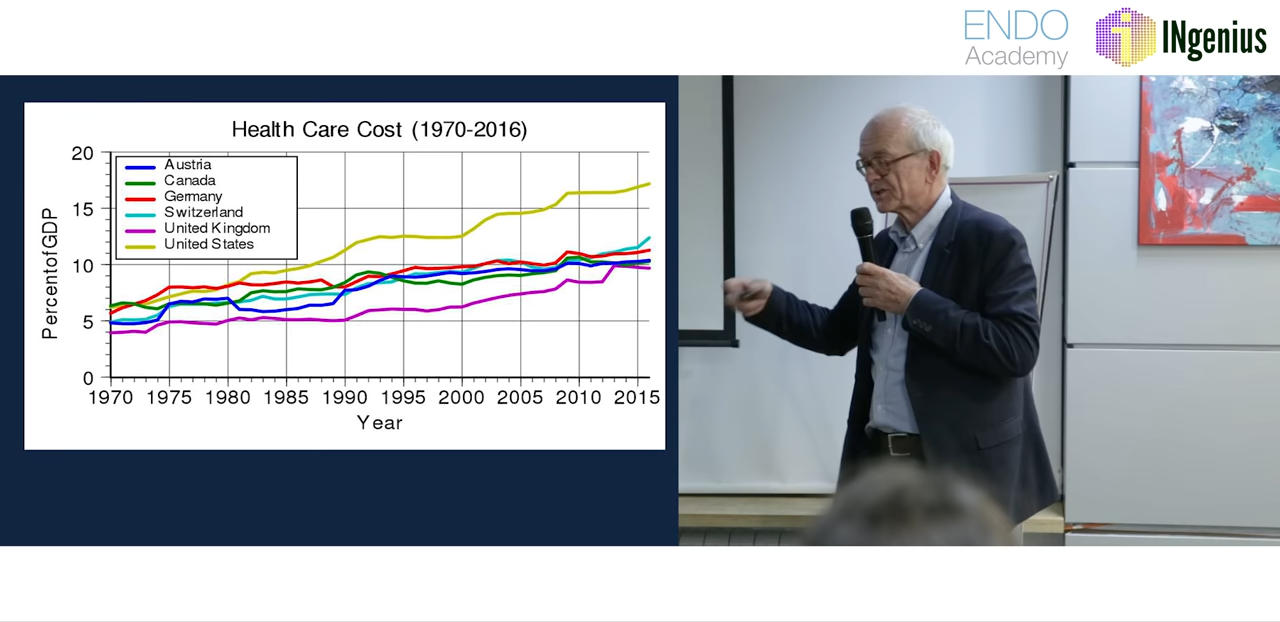 ENDO
Academy
INgenius
Health Care Cost (1970-2016)
20
15
10
5
0
Percent of GDP
Austria
Canada
Germany
Switzerland
United Kingdom
United States
1970 1975 1980 1985 1990 1995 2000 2005 2010 2015
Year